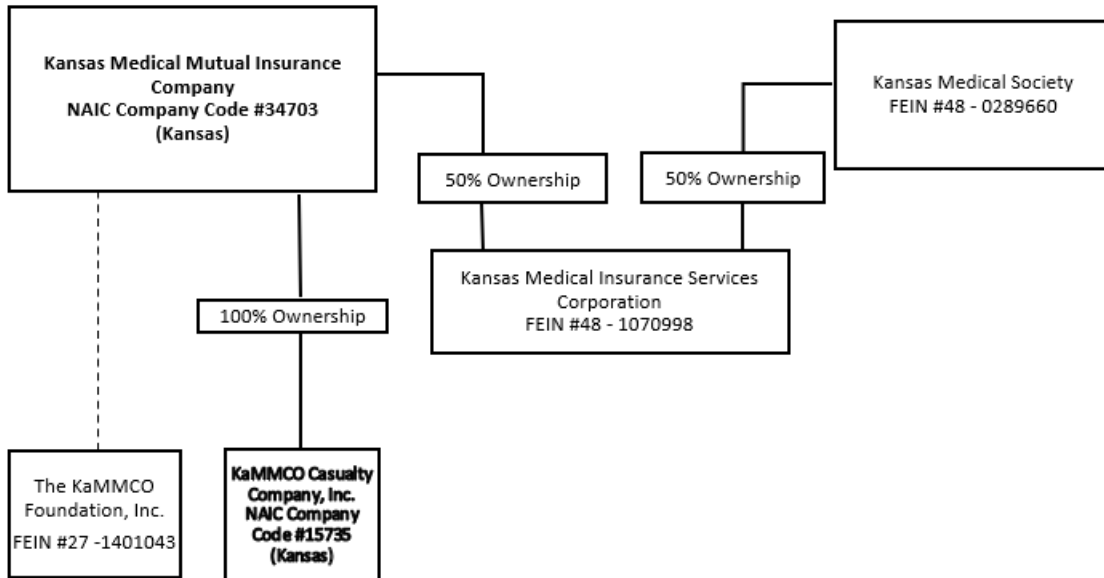 Kansas Medical Mutual Insurance
Company
NAIC Company Code #34703
(Kansas)
Kansas Medical Society
FEIN #48 - 0289660
50% Ownership
50% Ownership
Kansas Medical Insurance Services
Corporation
FEIN #48 - 1070998
100% Ownership
The KaMMCO
Foundation, Inc.
FEIN #27 -1401043
KaMMCO Casualty
Company, Inc.
NAIC Company
Code #15735
(Kansas)